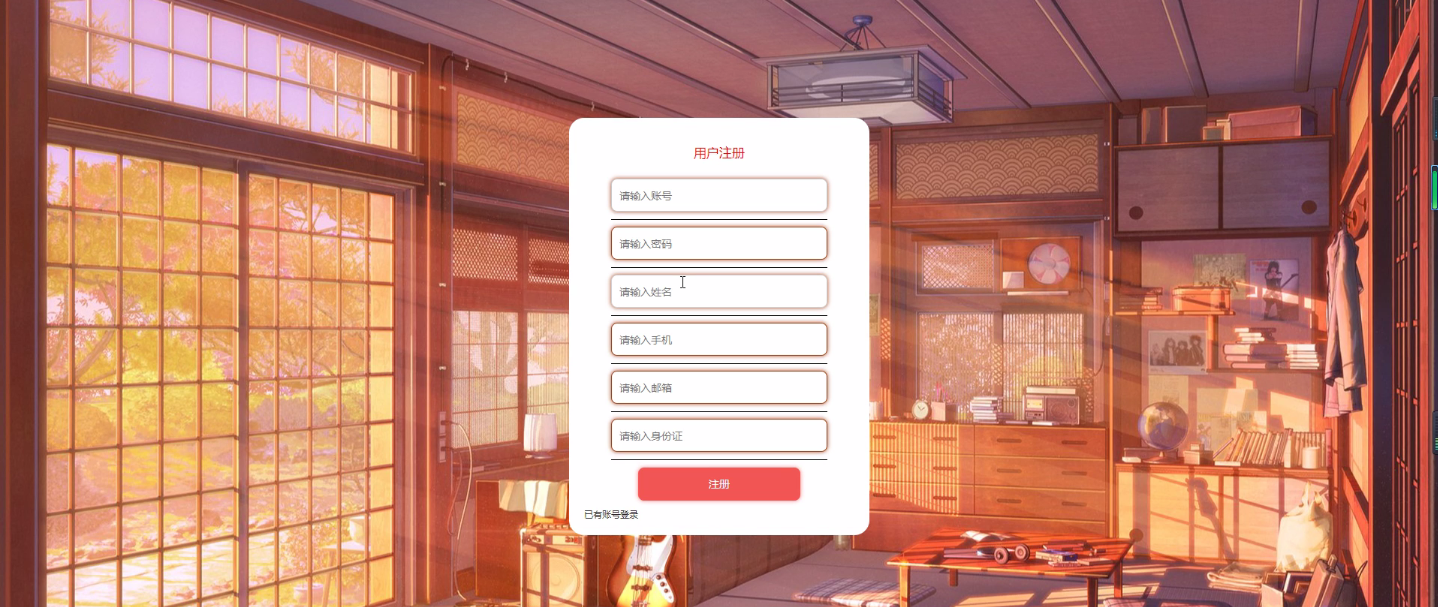 用户注册
请输入账号
请输入密码
请输入姓名
请输入手机
请输入邮箱
请输入身份证
注册
已有账号登录